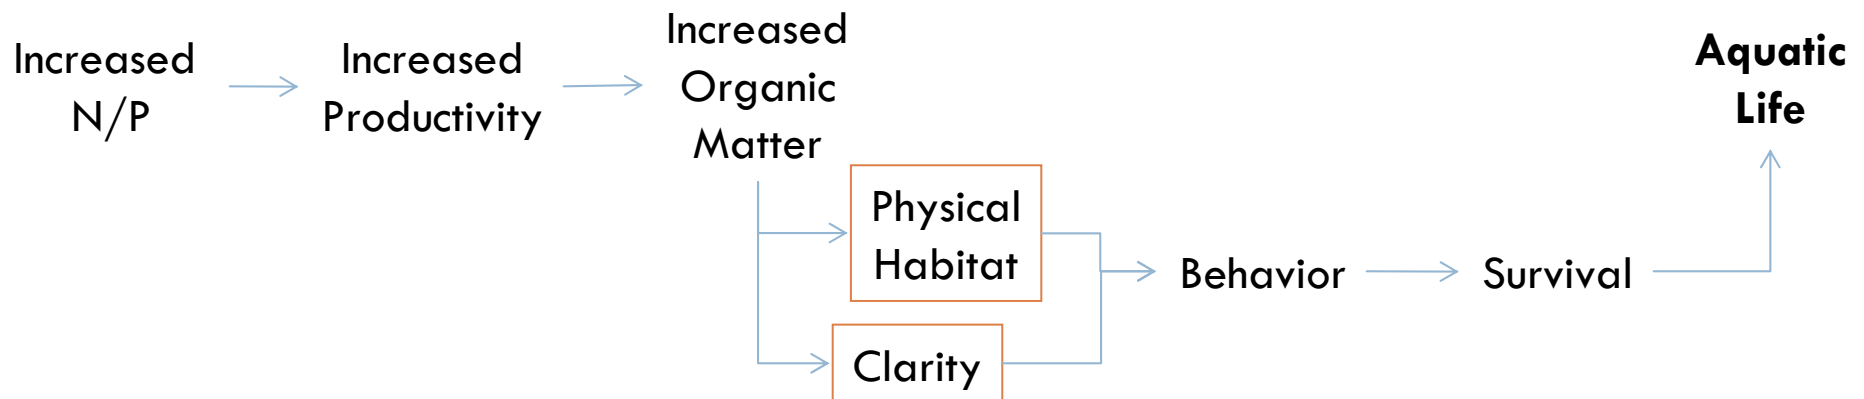 Increased
N/P
Increased
Productivity
Increased
Organic
Matter
Physical
Habitat
Clarity
Behavior
Survival
Aquatic
Life